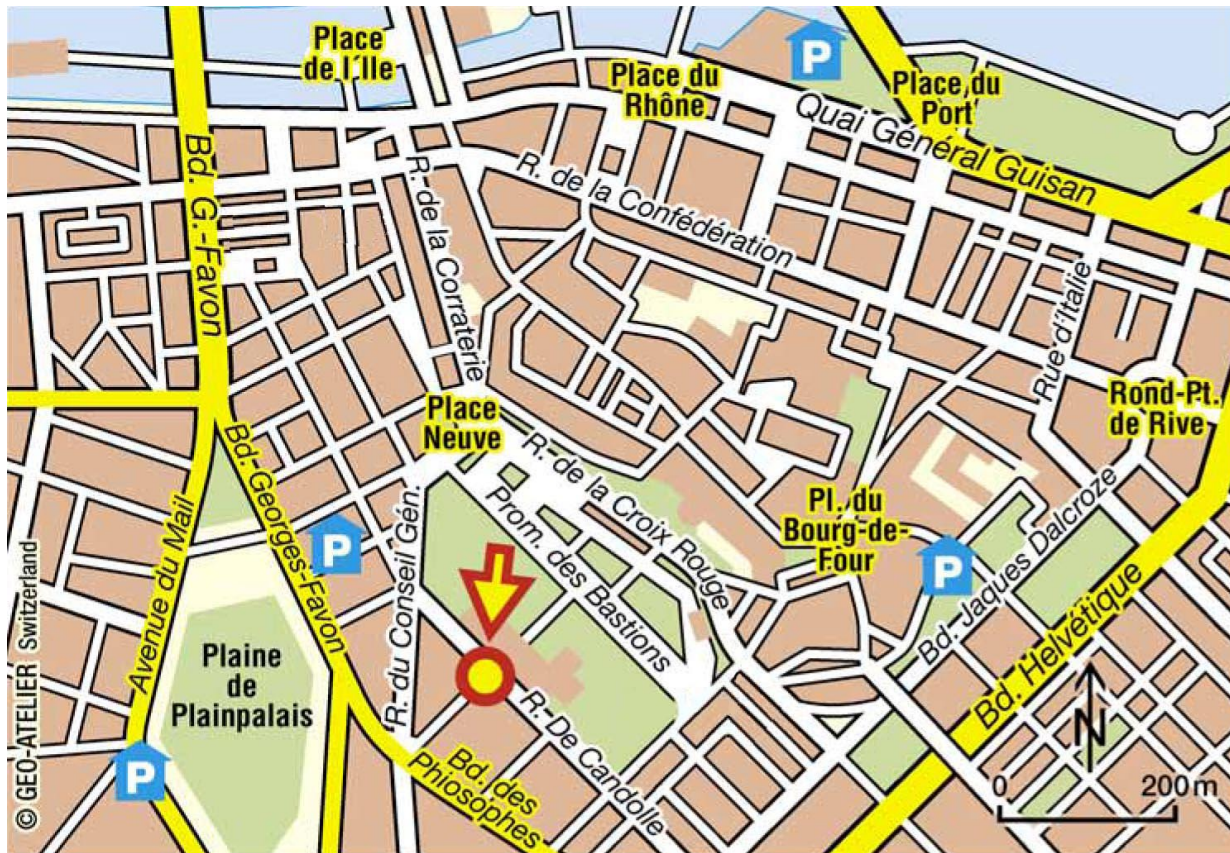 Place
de l'Ile
P
Place du
Rhône
Place du
Port
Quai Général Guisan
Bd. G.-Favon
R. de la Corraterie
R. de la Confédération
Rue d'Italie
Rond-Pt.
de Rive
Place
Neuve
Bd. Georges-Favon
R. de la Croix Rouge
Prom. des Bastions
Pl. du
Bourg-de-
Four
P
P
Avenue du Mail
R. du Conseil Gén.
Bd. Jaques Dalcroze
Bd. Helvétique
Plaine
de
Plainpalais
R. De Candolle
Bd. des
Phiosophes
P
N
0 200 m
© GEO-ATELIER Switzerland